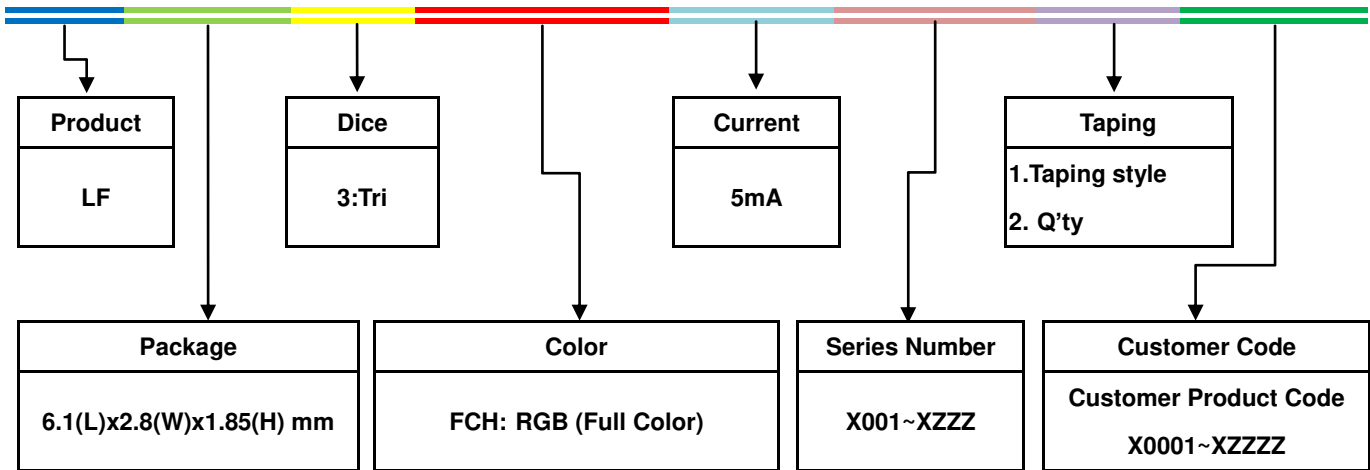 Product
LF
Dice
3:Tri
Current
5mA
Taping
1.Taping style
2. Q'ty
Package
6.1(L)x2.8(W)x1.85(H) mm
Color
FCH: RGB (Full Color)
Series Number
X001~XZZZ
Customer Code
Customer Product Code
X0001~XZZZZ